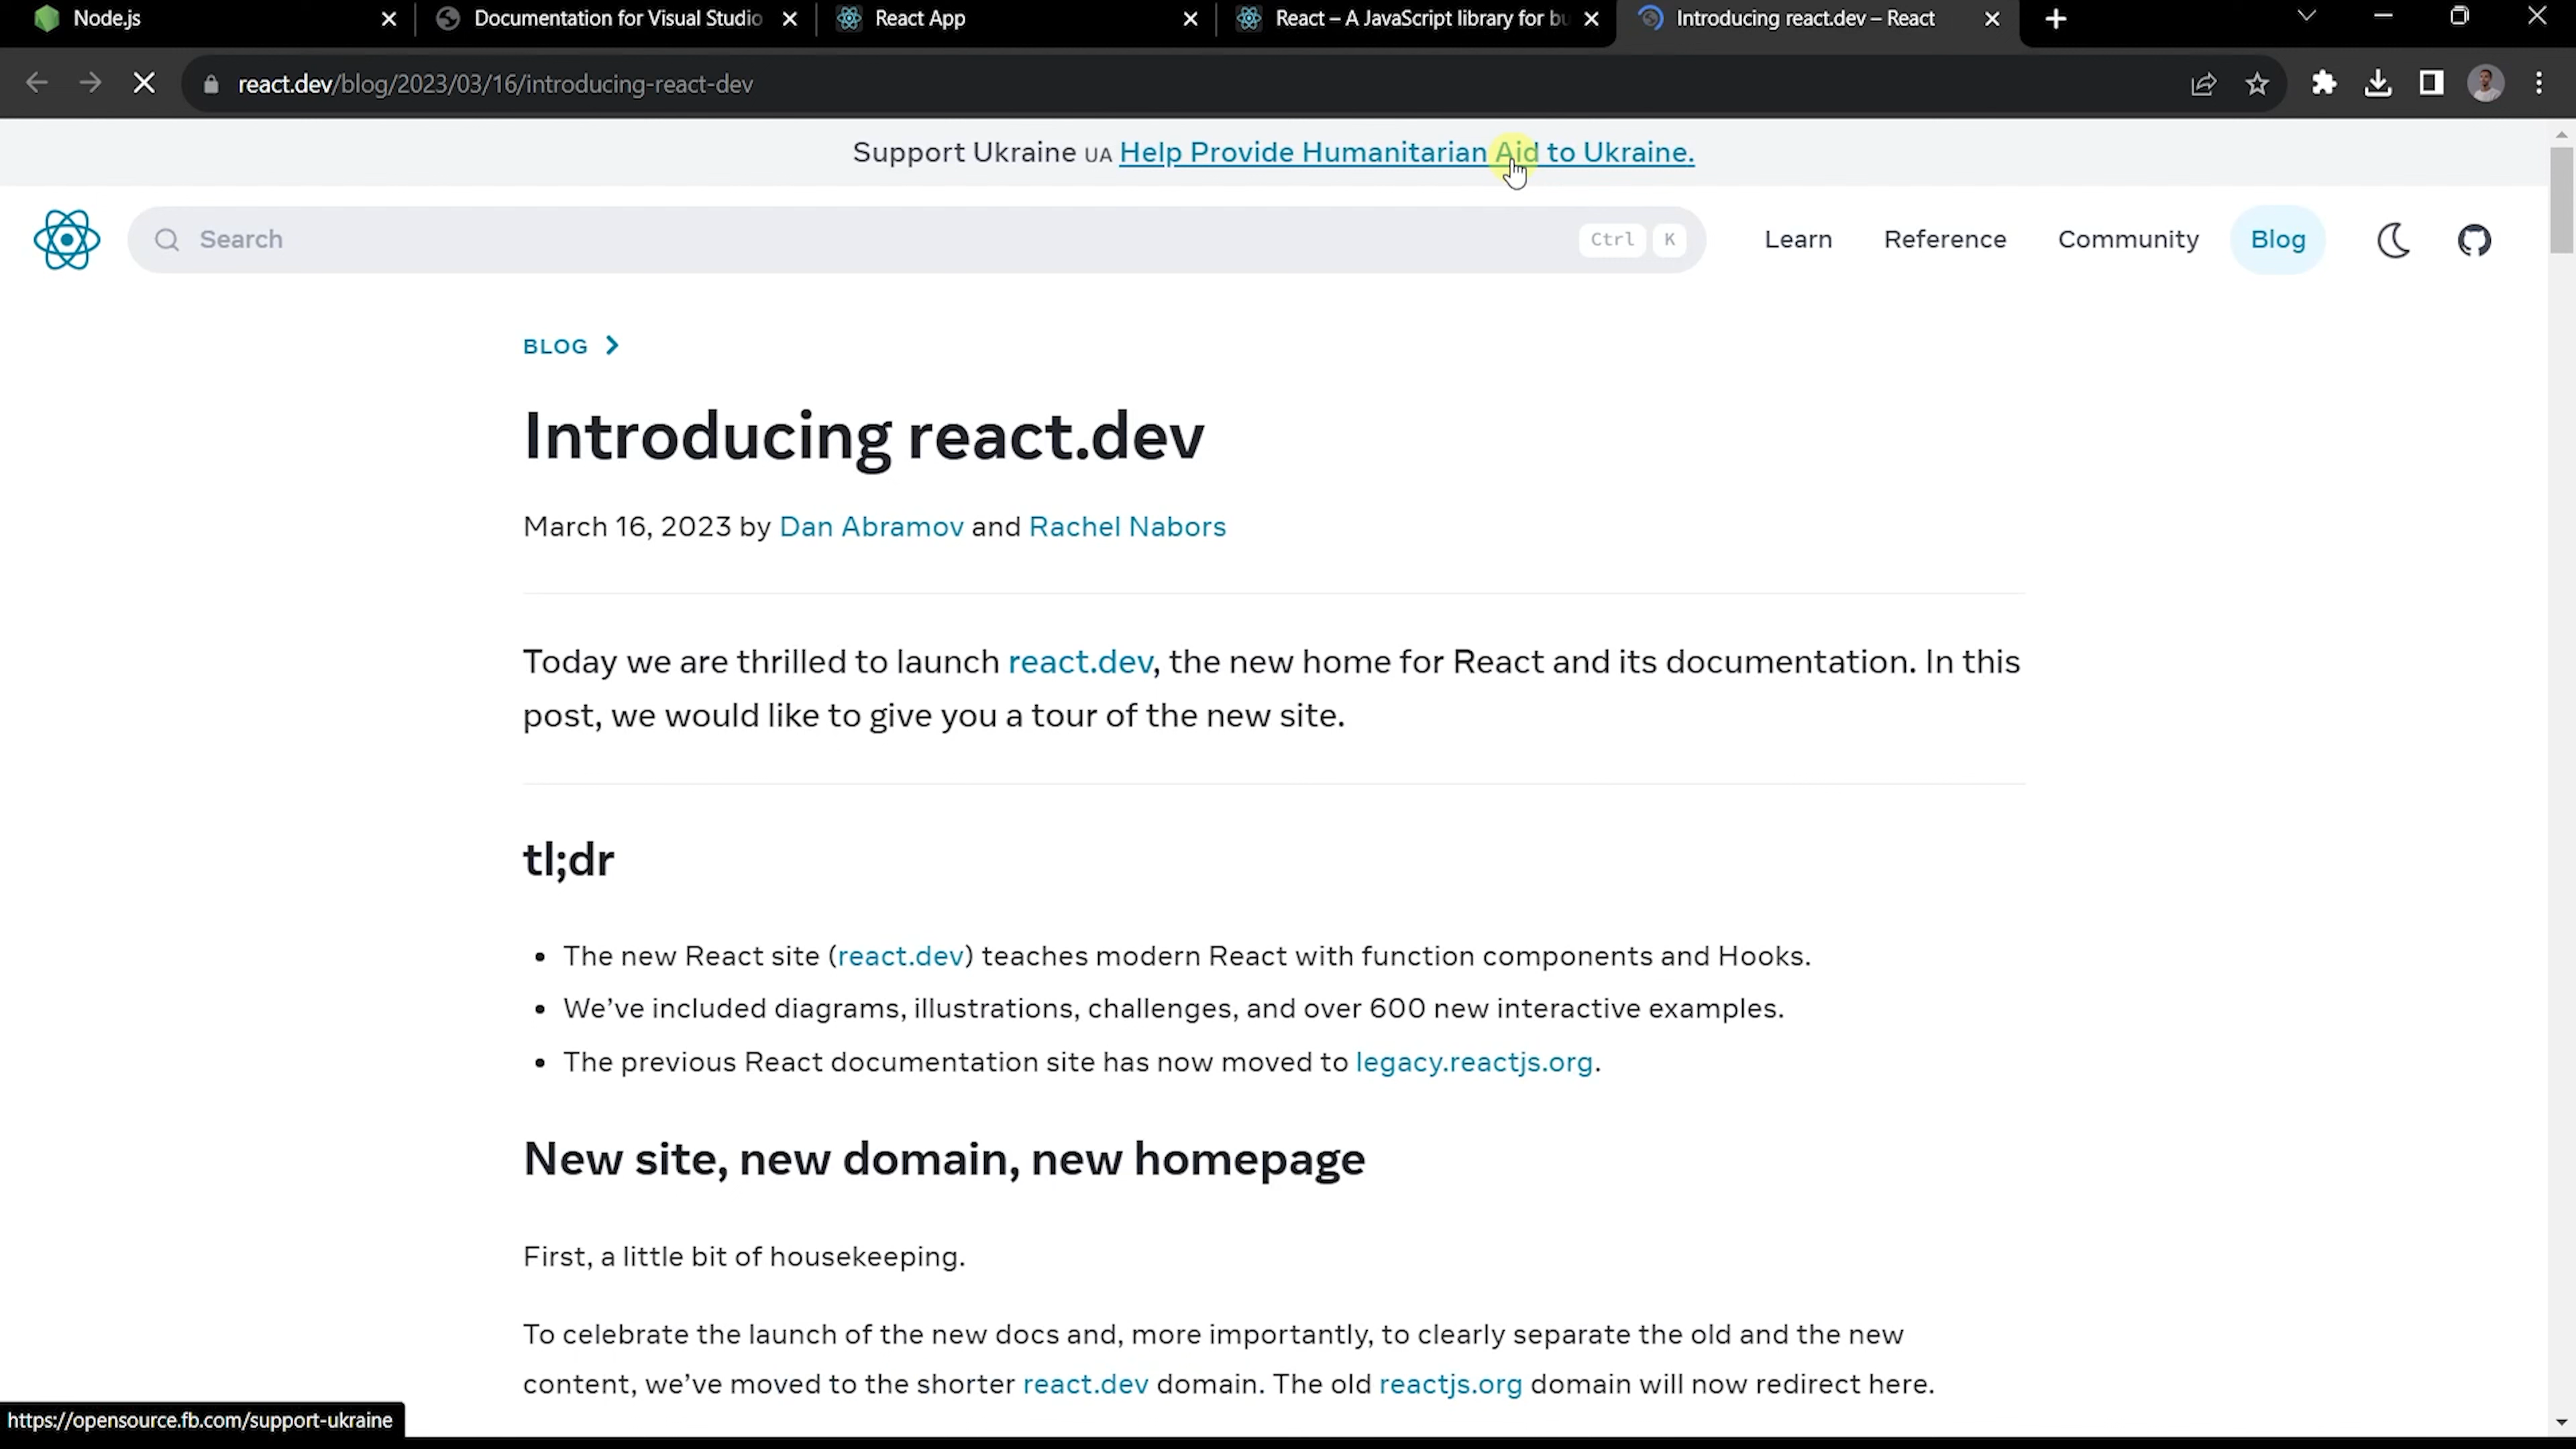 Node.js
Documentation for Visual Studio
React App
React – A JavaScript library for bu
Introducing react.dev – React
react.dev/blog/2023/03/16/introducing-react-dev
Support Ukraine UA Help Provide Humanitarian Aid to Ukraine.
Search
Ctrl K
Learn
Reference
Community
Blog
BLOG
Introducing react.dev
March 16, 2023 by Dan Abramov and Rachel Nabors
Today we are thrilled to launch react.dev, the new home for React and its documentation. In this
post, we would like to give you a tour of the new site.
tl;dr
• The new React site (react.dev) teaches modern React with function components and Hooks.
• We’ve included diagrams, illustrations, challenges, and over 600 new interactive examples.
• The previous React documentation site has now moved to legacy.reactjs.org.
New site, new domain, new homepage
First, a little bit of housekeeping.
To celebrate the launch of the new docs and, more importantly, to clearly separate the old and the new
content, we’ve moved to the shorter react.dev domain. The old reactjs.org domain will now redirect here.
https://opensource.fb.com/support-ukraine